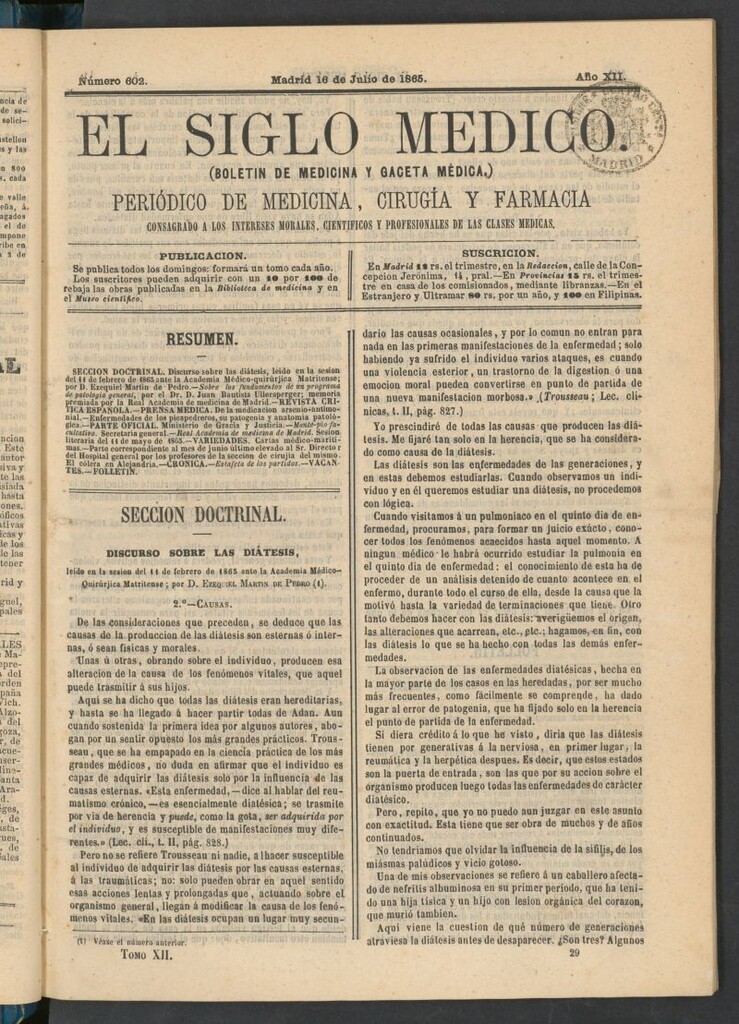 Número 602.
Madrid 16 de Julio de 1865.
Año XII.
EL SIGLO MEDICO.
(BOLETIN DE MEDICINA Y GACETA MÉDICA.)
PERIÓDICO DE MEDICINA, CIRUGÍA Y FARMACIA
CONSAGRADO A LOS INTERESES MORALES, CIENTIFICOS Y PROFESIONALES DE LAS CLASES MEDICAS.
MADRID
PUBLICACION.
Se publica todos los domingos: formará un tomo cada año.
Los suscritores pueden adquirir con un 10 por 100 de
rebaja las obras publicadas en la Biblioteca de medicina y en
el Museo científico.
SUSCRICION.
En Madrid 12 rs. el trimestre, en la Redaccion, calle de la Con-
cepcion Jerónima, 14, pral.—En Provincias 15 rs. el trimes-
tre en casa de los comisionados, mediante libranzas.—En el
Estranjero y Ultramar 80 rs. por un año, y 100 en Filipinas.
RESUMEN.
SECCION DOCTRINAL. Discurso sobre las diátesis, leido en la sesion
del 11 de febrero de 1865 ante la Academia Médico-quirúrjica Matritense;
por D. Ezequiel Martin de Pedro.—Sobre los fundamentos de un programa
de patología general, por el Dr. D. Juan Bautista Ullersperger; memoria
premiada por la Real Academia de medicina de Madrid.—REVISTA CRI-
TICA ESPAÑOLA.—PRENSA MEDICA. De la medicacion arsenio-antimo-
nial.—Enfermedades de los picapedreros, su patogenia y anatomia patoló-
gica.—PARTE OFICIAL. Ministerio de Gracia y Justicia.—Monte-pio fa-
cultativo. Secretaria general.—Real Academia de medicina de Madrid. Sesion
literaria del 11 de mayo de 1865.—VARIEDADES. Cartas médico-maríti-
mas.—Parte correspondiente al mes de junio último elevado al Sr. Director
del Hospital general por los profesores de la seccion de cirujia del mismo.
El cólera en Alejandría.—CRONICA.—Estafeta de los partidos.—VACAN-
TES.—FOLLETIN.
SECCION DOCTRINAL.
DISCURSO SOBRE LAS DIÁTESIS,
leido en la sesion del 11 de febrero de 1865 ante la Academia Médico-
Quirúrjica Matritense; por D. EZEQUIEL MARTIN DE PEDRO (1).
2.º—CAUSAS.
De las consideraciones que preceden, se deduce que las
causas de la produccion de las diátesis son esternas ó inter-
nas, ó sean físicas y morales.
Unas ú otras, obrando sobre el individuo, producen esa
alteracion de la causa de los fenómenos vitales, que aquel
puede trasmitir á sus hijos.
Aqui se ha dicho que todas las diátesis eran hereditarias,
y hasta se ha llegado á hacer partir todas de Adan. Aun
cuando sostenida la primera idea por algunos autores, abo-
gan por un sentir opuesto los más grandes prácticos. Trous-
seau, que se ha empapado en la ciencia práctica de los más
grandes médicos, no duda en afirmar que el individuo es
capaz de adquirir las diátesis solo por la influencia de las
causas esternas. «Esta enfermedad,—dice al hablar del reu-
matismo crónico,—es esencialmente diatésica; se trasmite
por via de herencia y puede, como la gota, ser adquirida por
el individuo, y es susceptible de manifestaciones muy dife-
rentes.» (Lec. cli., t. II, pág. 828.)
Pero no se refiere Trousseau ni nadie, al hacer susceptible
al individuo de adquirir las diátesis por las causas esternas,
á las traumáticas; no: solo pueden obrar en aquel sentido
esas acciones lentas y prolongadas que, actuando sobre el
organismo general, llegan á modificar la causa de los fenó-
menos vitales. «En las diátesis ocupan un lugar muy secun-
(1) Véase el número anterior.
TOMO XII.
dario las causas ocasionales, y por lo comun no entran para
nada en las primeras manifestaciones de la enfermedad; solo
habiendo ya sufrido el individuo varios ataques, es cuando
una violencia esterior, un trastorno de la digestion ó una
emocion moral pueden convertirse en punto de partida de
una nueva manifestacion morbosa.» (Trousseau; Lec. clí-
nicas, t. II, pág. 827.)
Yo prescindiré de todas las causas que producen las diá-
tesis. Me fijaré tan solo en la herencia, que se ha considera-
do como causa de la diátesis.
Las diátesis son las enfermedades de las generaciones, y
en estas debemos estudiarlas. Cuando observamos un indi-
víduo y en él queremos estudiar una diátesis, no procedemos
con lógica.
Cuando visitamos á un pulmoniaco en el quinto dia de en-
fermedad, procuramos, para formar un juicio exácto, cono-
cer todos los fenómenos acaecidos hasta aquel momento. A
ningun médico le habrá ocurrido estudiar la pulmonia en
el quinto dia de enfermedad: el conocimiento de esta ha de
proceder de un análisis detenido de cuanto acontece en el
enfermo, durante todo el curso de ella, desde la causa que la
motivó hasta la variedad de terminaciones que tiene. Otro
tanto debemos hacer con las diátesis: averigüemos el origen,
las alteraciones que acarrean, etc., etc.; hagamos, en fin, con
las diátesis lo que se ha hecho con todas las demás enfer-
medades.
La observacion de las enfermedades diatésicas, hecha en
la mayor parte de los casos en las heredadas, por ser mucho
más frecuentes, como fácilmente se comprende, ha dado
lugar al error de patogenia, que ha fijado solo en la herencia
el punto de partida de la enfermedad.
Si diera crédito á lo que he visto, diria que las diátesis
tienen por generativas á la nerviosa, en primer lugar, la
reumática y la herpética despues. Es decir, que estos estados
son la puerta de entrada, son las que por su accion sobre el
organismo producen luego todas las enfermedades de carácter
diatésico.
Pero, repito, que yo no puedo aun juzgar en este asunto
con exactitud. Esta tiene que ser obra de muchos y de años
continuados.
No tendriamos que olvidar la influencia de la sífilis, de los
miásmas palúdicos y vicio gotoso.
Una de mis observaciones se refiere á un caballero afecta-
do de nefritis albuminosa en su primer período, que ha teni-
do una hija tísica y un hijo con lesion orgánica del corazon,
que murió tambien.
Aqui viene la cuestion de qué número de generaciones
atraviesa la diátesis antes de desaparecer. ¿Son tres? Algunos
29